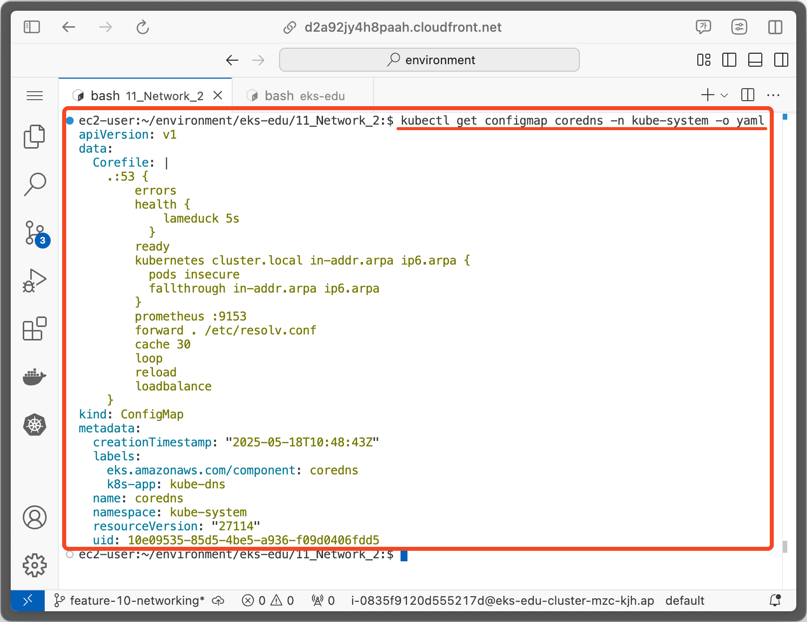 d2a92jy4h8paah.cloudfront.net
environment
bash 11_Network_2
bash eks-edu
ec2-user:~/environment/eks-edu/11_Network_2:$ kubectl get configmap coredns -n kube-system -o yaml
apiVersion: v1
data:
  Corefile: |
    .:53 {
        errors
        health {
            lameduck 5s
          }
        ready
        kubernetes cluster.local in-addr.arpa ip6.arpa {
          pods insecure
          fallthrough in-addr.arpa ip6.arpa
        }
        prometheus :9153
        forward . /etc/resolv.conf
        cache 30
        loop
        reload
        loadbalance
    }
kind: ConfigMap
metadata:
  creationTimestamp: "2025-05-18T10:48:43Z"
  labels:
    eks.amazonaws.com/component: coredns
    k8s-app: kube-dns
  name: coredns
  namespace: kube-system
  resourceVersion: "27114"
  uid: 10e09535-85d5-4be5-a936-f09d0406fdd5
ec2-user:~/environment/eks-edu/11_Network_2:$
3
feature-10-networking* 0 0 0 i-0835f9120d555217d@eks-edu-cluster-mzc-kjh.ap default